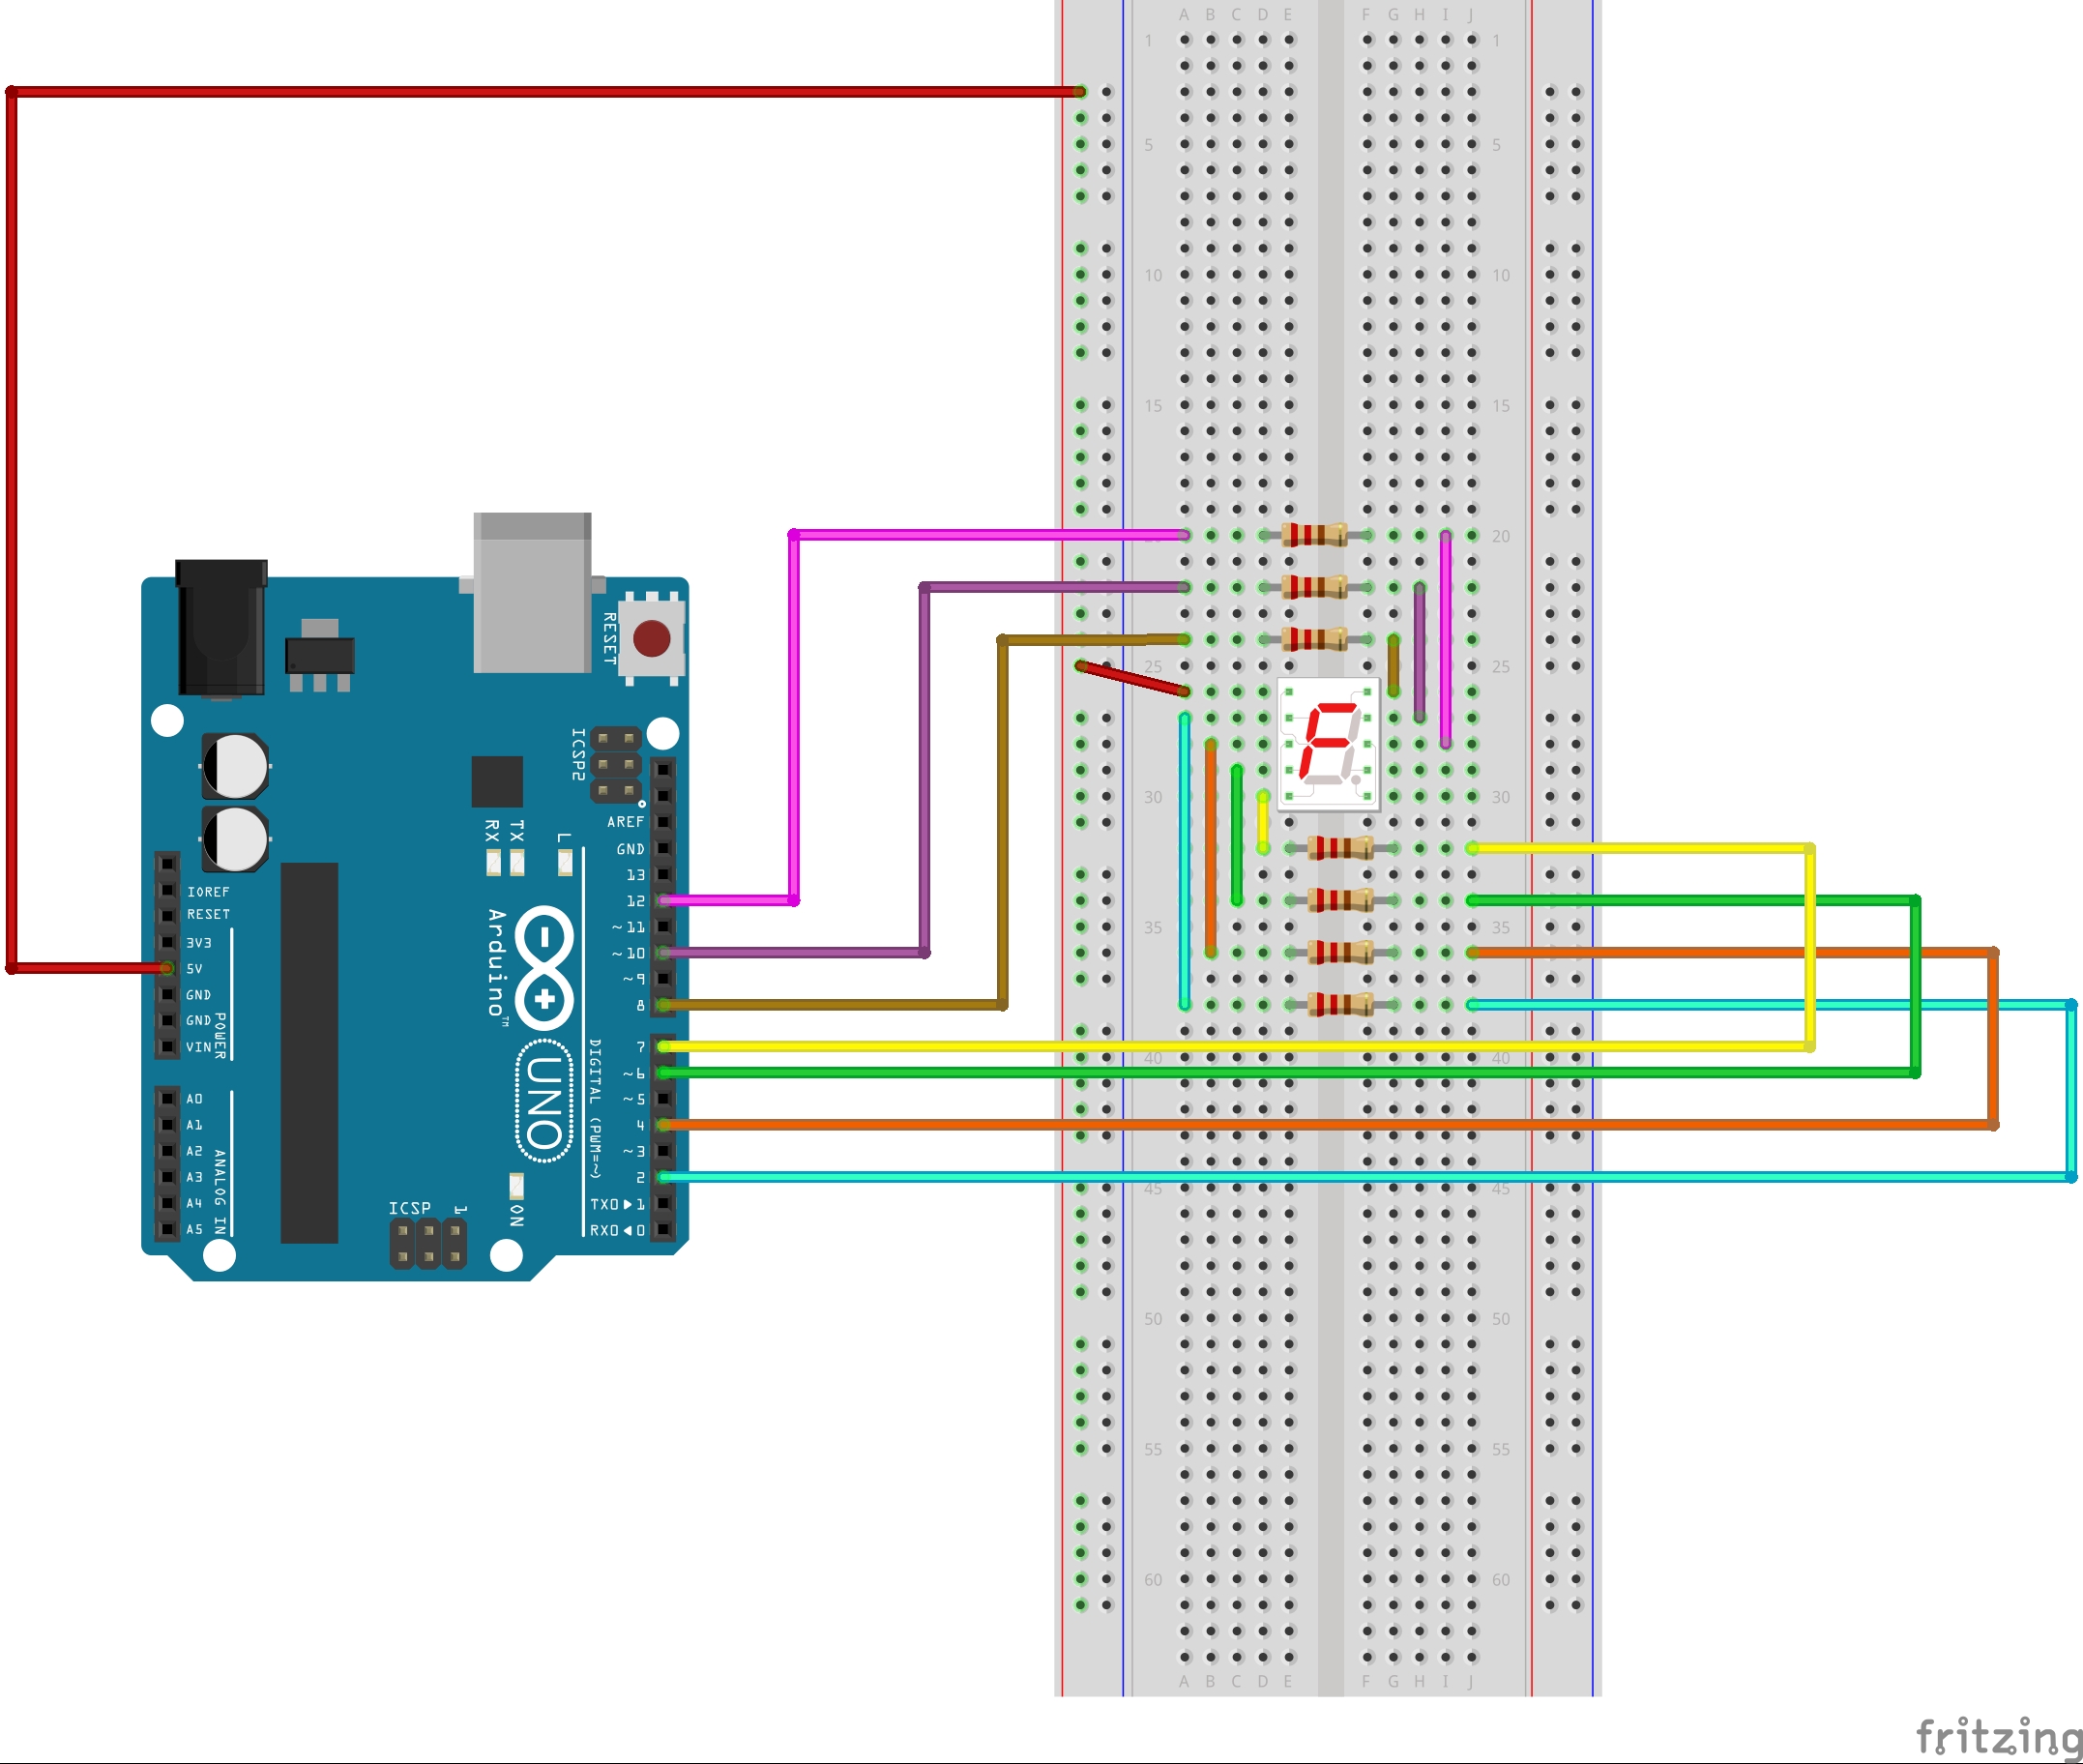 A B C D E F G H I J
1 1
5 5
10 10
15 15
20
25 25
30 30
35 35
40 40
45 45
50 50
55 55
60 60
A B C D E F G H I J
RESET
ICSP2
AREF
GND
13
12
~11
~10
~9
8
7
~6
~5
4
~3
2
TX0▶1
RX0◀0
DIGITAL (PWM=~)
RX
TX
L
Arduino™
UNO
ON
ICSP
1
IOREF
RESET
3V3
5V
GND
GND
VIN
POWER
A0
A1
A2
A3
A4
A5
ANALOG IN
fritzing